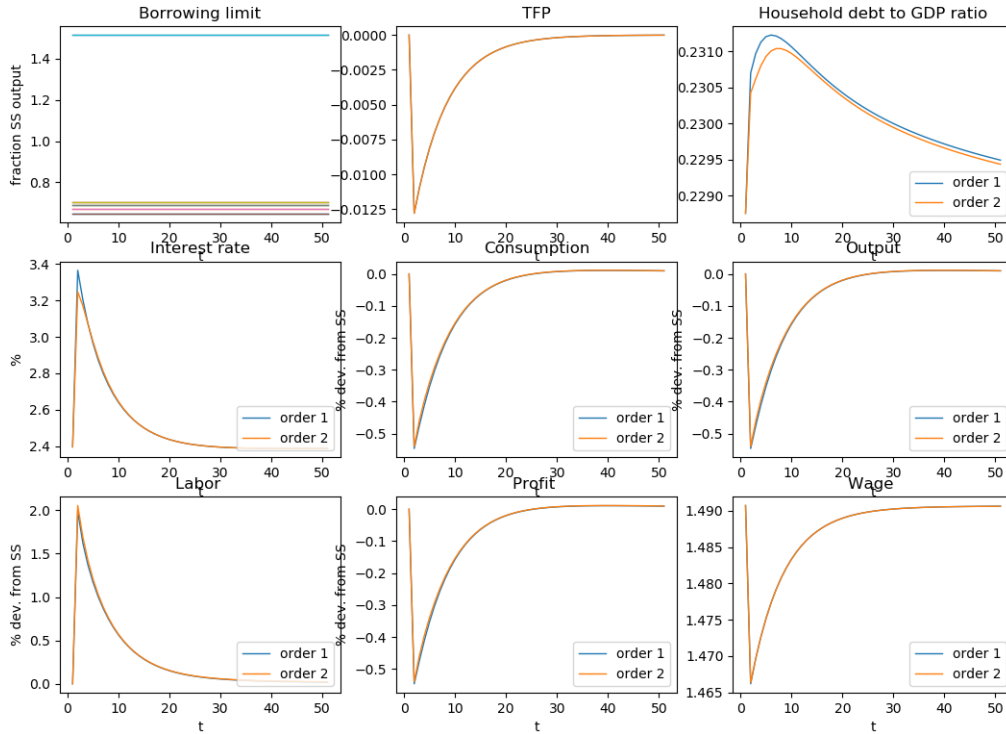 Borrowing limit
fraction SS output
1.4
1.2
1.0
0.8
0 10 20 30 40 50
t
TFP
0.0000
−0.0025
−0.0050
−0.0075
−0.0100
−0.0125
0 10 20 30 40 50
t
Household debt to GDP ratio
0.2310
0.2305
0.2300
0.2295
0.2290
order 1
order 2
0 10 20 30 40 50
t
Interest rate
%
3.4
3.2
3.0
2.8
2.6
2.4
order 1
order 2
0 10 20 30 40 50
t
Consumption
% dev. from SS
0.0
−0.1
−0.2
−0.3
−0.4
−0.5
order 1
order 2
0 10 20 30 40 50
t
Output
% dev. from SS
0.0
−0.1
−0.2
−0.3
−0.4
−0.5
order 1
order 2
0 10 20 30 40 50
t
Labor
% dev. from SS
2.0
1.5
1.0
0.5
0.0
order 1
order 2
0 10 20 30 40 50
t
Profit
% dev. from SS
0.0
−0.1
−0.2
−0.3
−0.4
−0.5
order 1
order 2
0 10 20 30 40 50
t
Wage
1.490
1.485
1.480
1.475
1.470
1.465
order 1
order 2
0 10 20 30 40 50
t